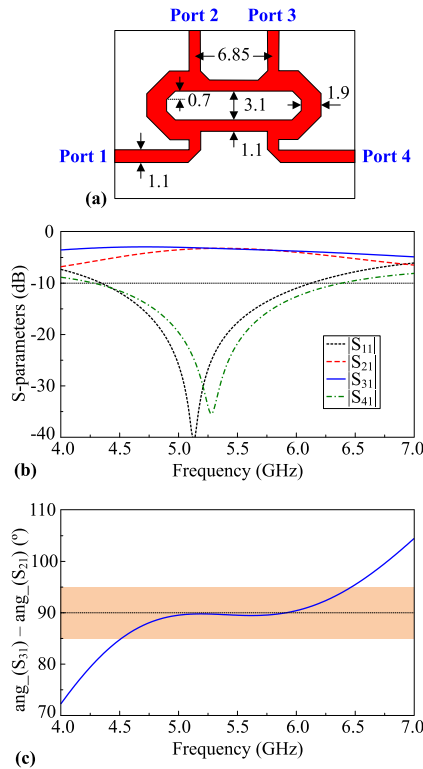 Port 2 Port 3
6.85
0.7 3.1 1.9
Port 1 Port 4
1.1 1.1
(a)
0
-10
-20
-30
-40
S-parameters (dB)
|S11|
|S21|
|S31|
|S41|
4.0 4.5 5.0 5.5 6.0 6.5 7.0
Frequency (GHz)
(b)
110
100
90
80
70
ang_(S31) – ang_(S21) (º)
4.0 4.5 5.0 5.5 6.0 6.5 7.0
Frequency (GHz)
(c)